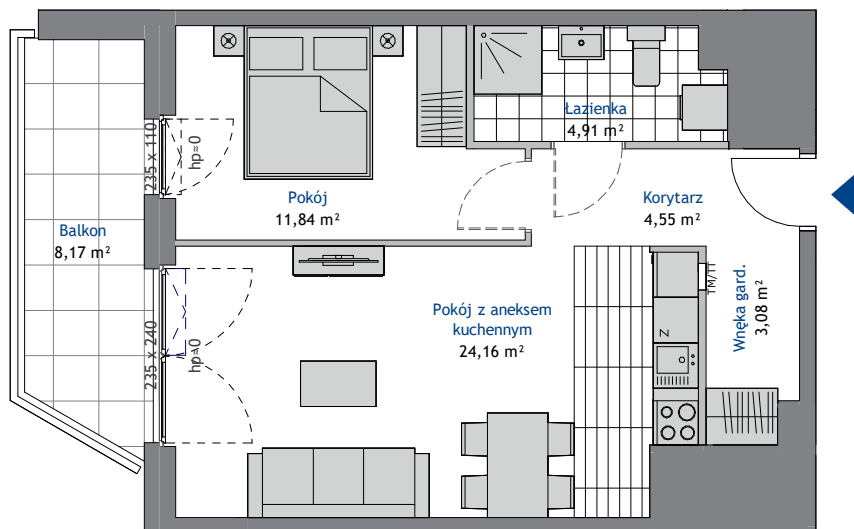 Łazienka
4,91 m²
235 x 110
hp≈0
Pokój
11,84 m²
Korytarz
4,55 m²
Balkon
8,17 m²
Pokój z aneksem
kuchennym
24,16 m²
TM/TT
Wnęka gard.
3,08 m²
Z
235 x 240
hp≈0